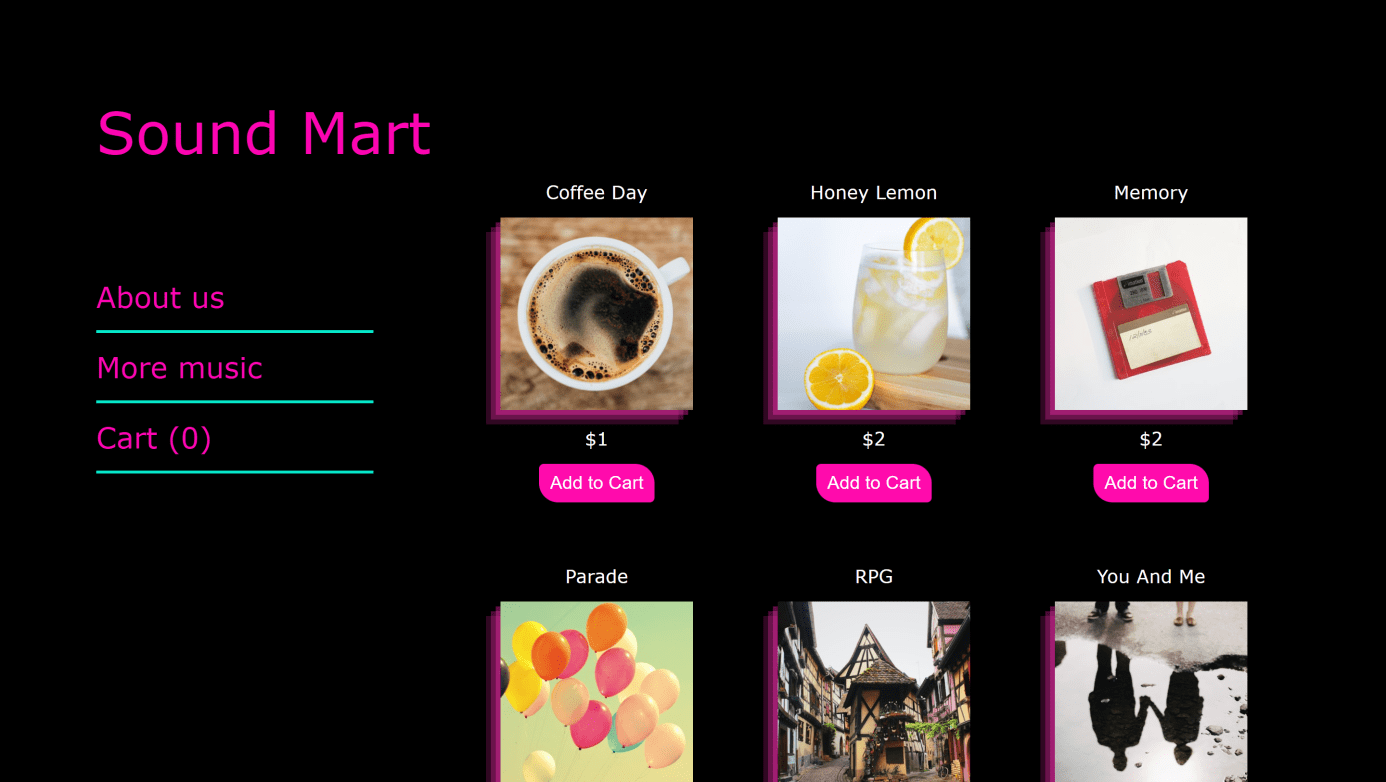 Sound Mart
About us
More music
Cart (0)
Coffee Day
Honey Lemon
Memory
$1
$2
$2
Add to Cart
Add to Cart
Add to Cart
Parade
RPG
You And Me